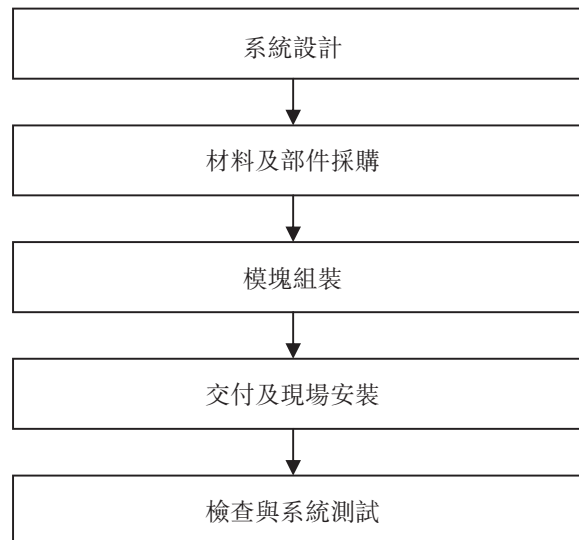 系統設計
材料及部件採購
模塊組裝
交付及現場安裝
檢查與系統測試